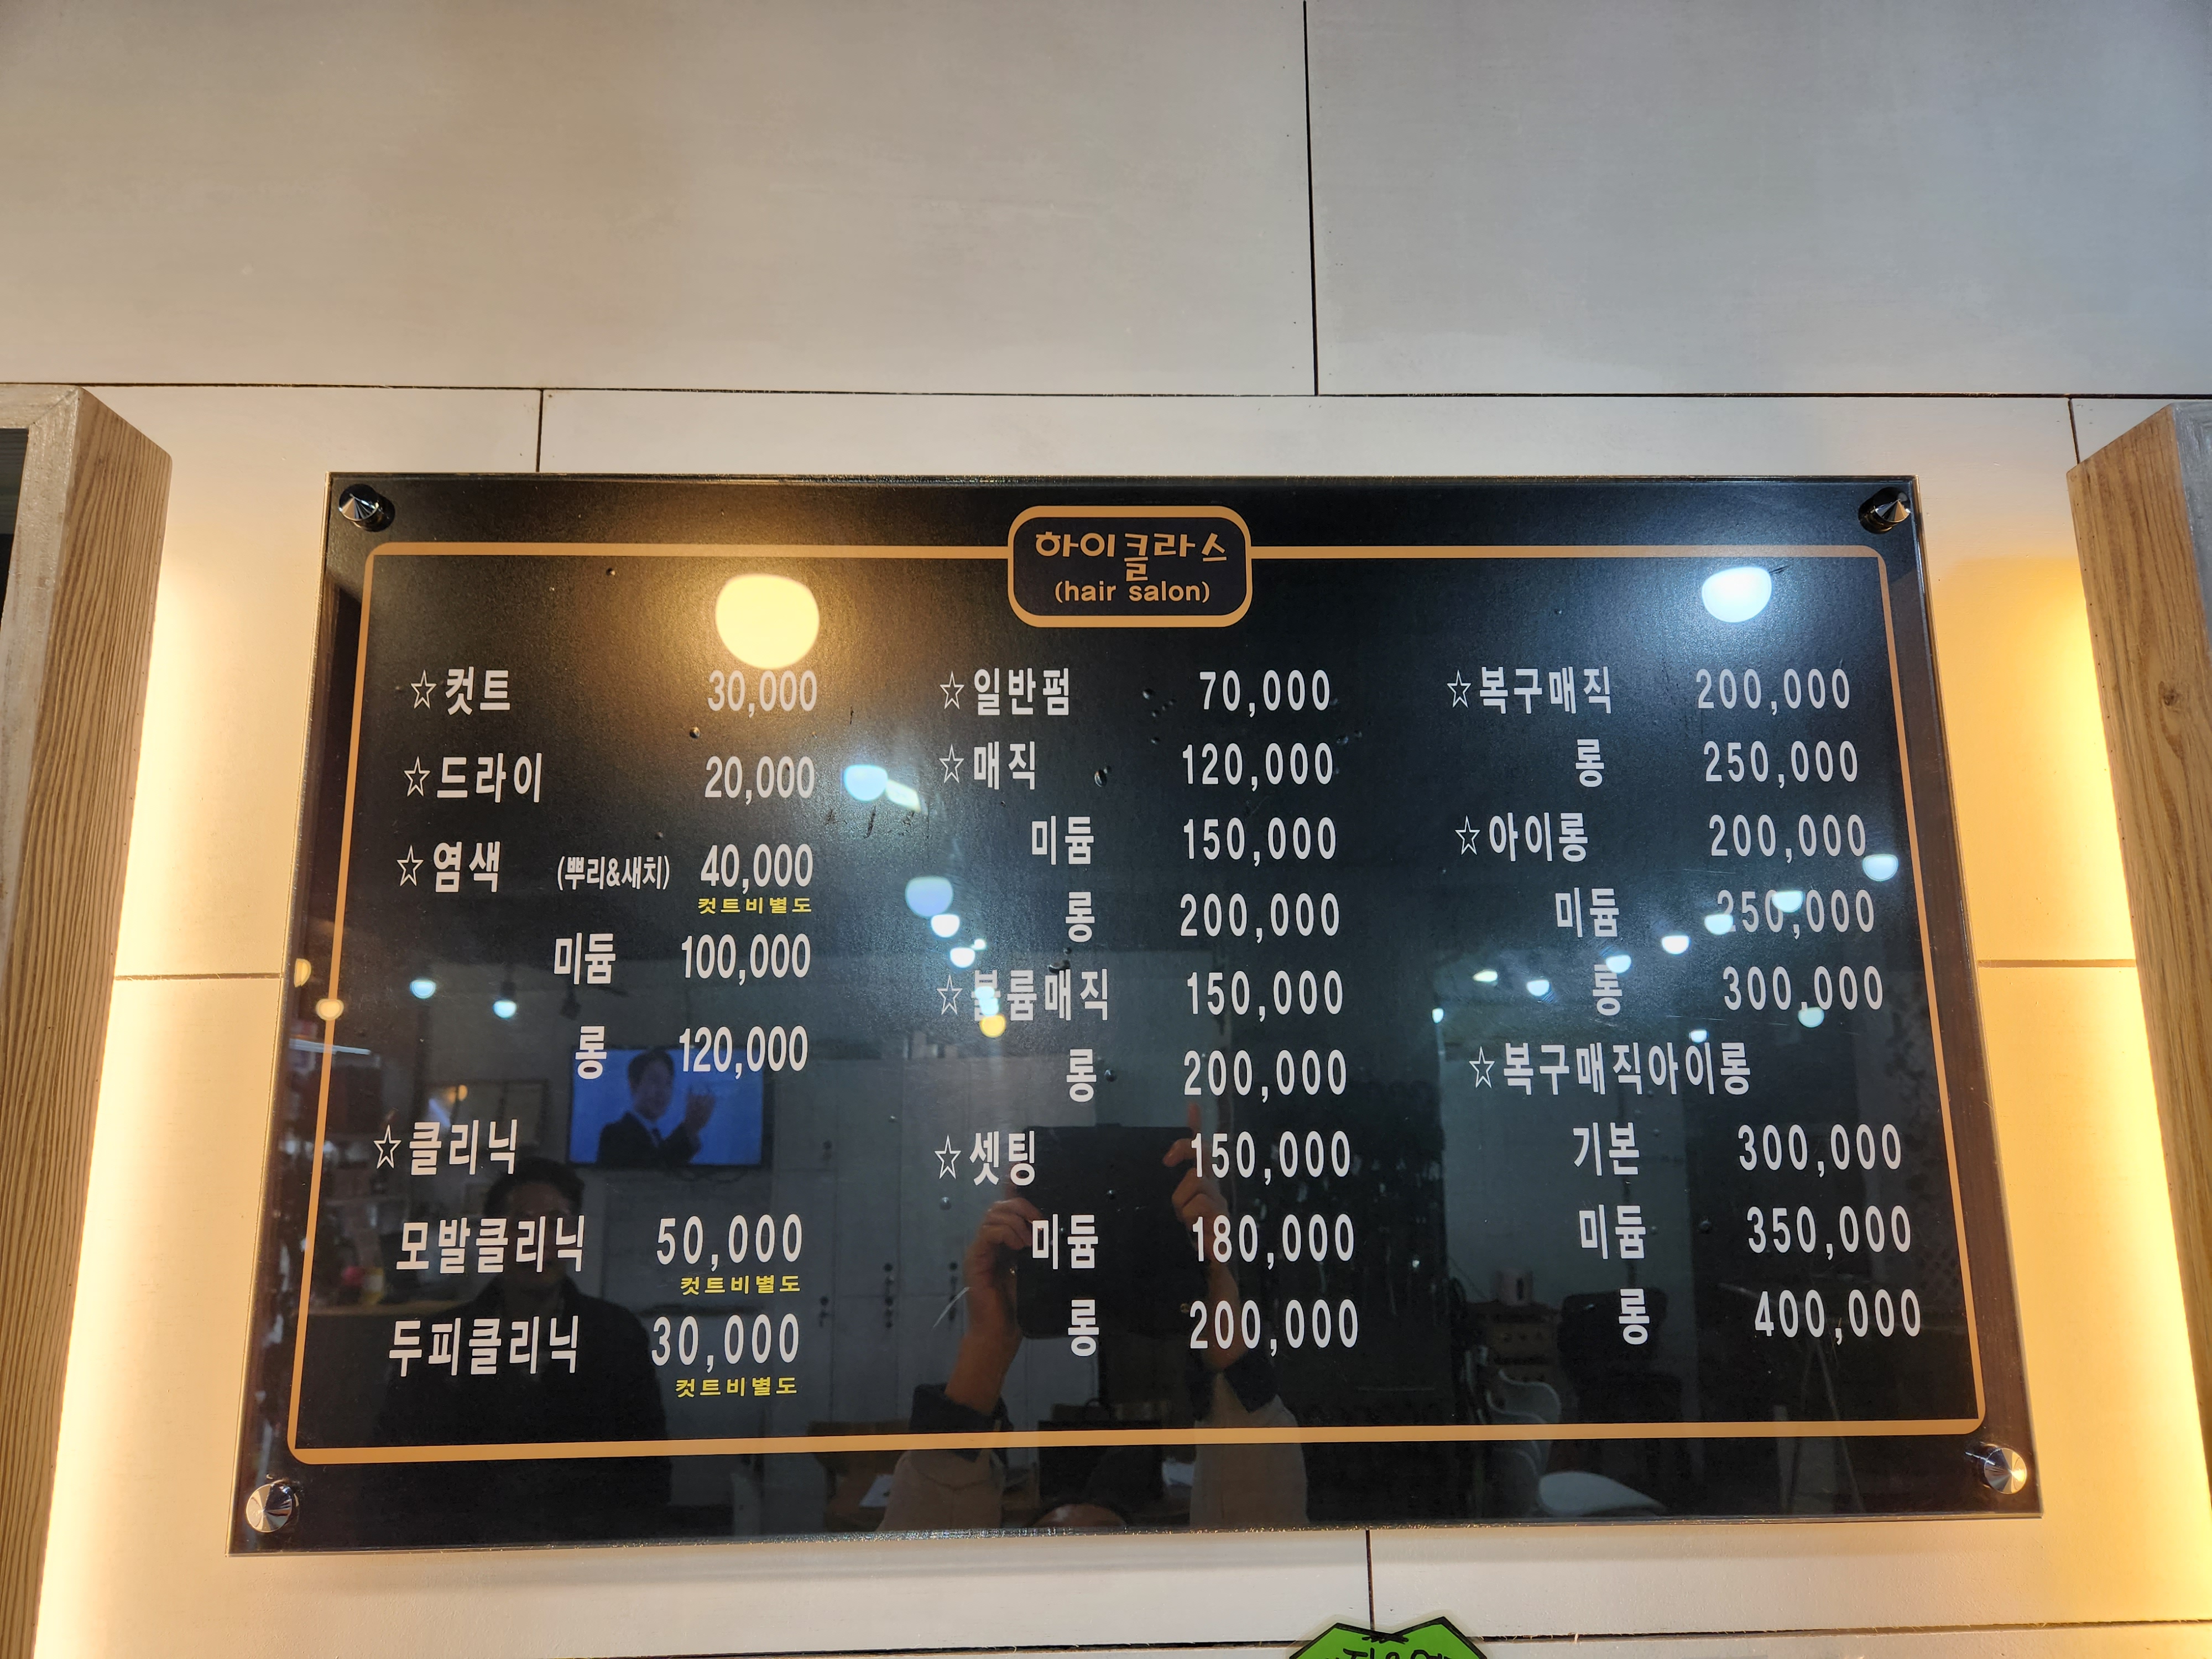 하이클라스
(hair salon)
☆컷트 30,000
☆드라이 20,000
☆염색 (뿌리&새치) 40,000
컷트비별도
미듐 100,000
롱 120,000
☆클리닉
모발클리닉 50,000
컷트비별도
두피클리닉 30,000
컷트비별도
☆일반펌 70,000
☆매직 120,000
미듐 150,000
롱 200,000
☆볼륨매직 150,000
롱 200,000
☆셋팅 150,000
미듐 180,000
롱 200,000
☆복구매직 200,000
롱 250,000
☆아이롱 200,000
미듐 250,000
롱 300,000
☆복구매직아이롱
기본 300,000
미듐 350,000
롱 400,000